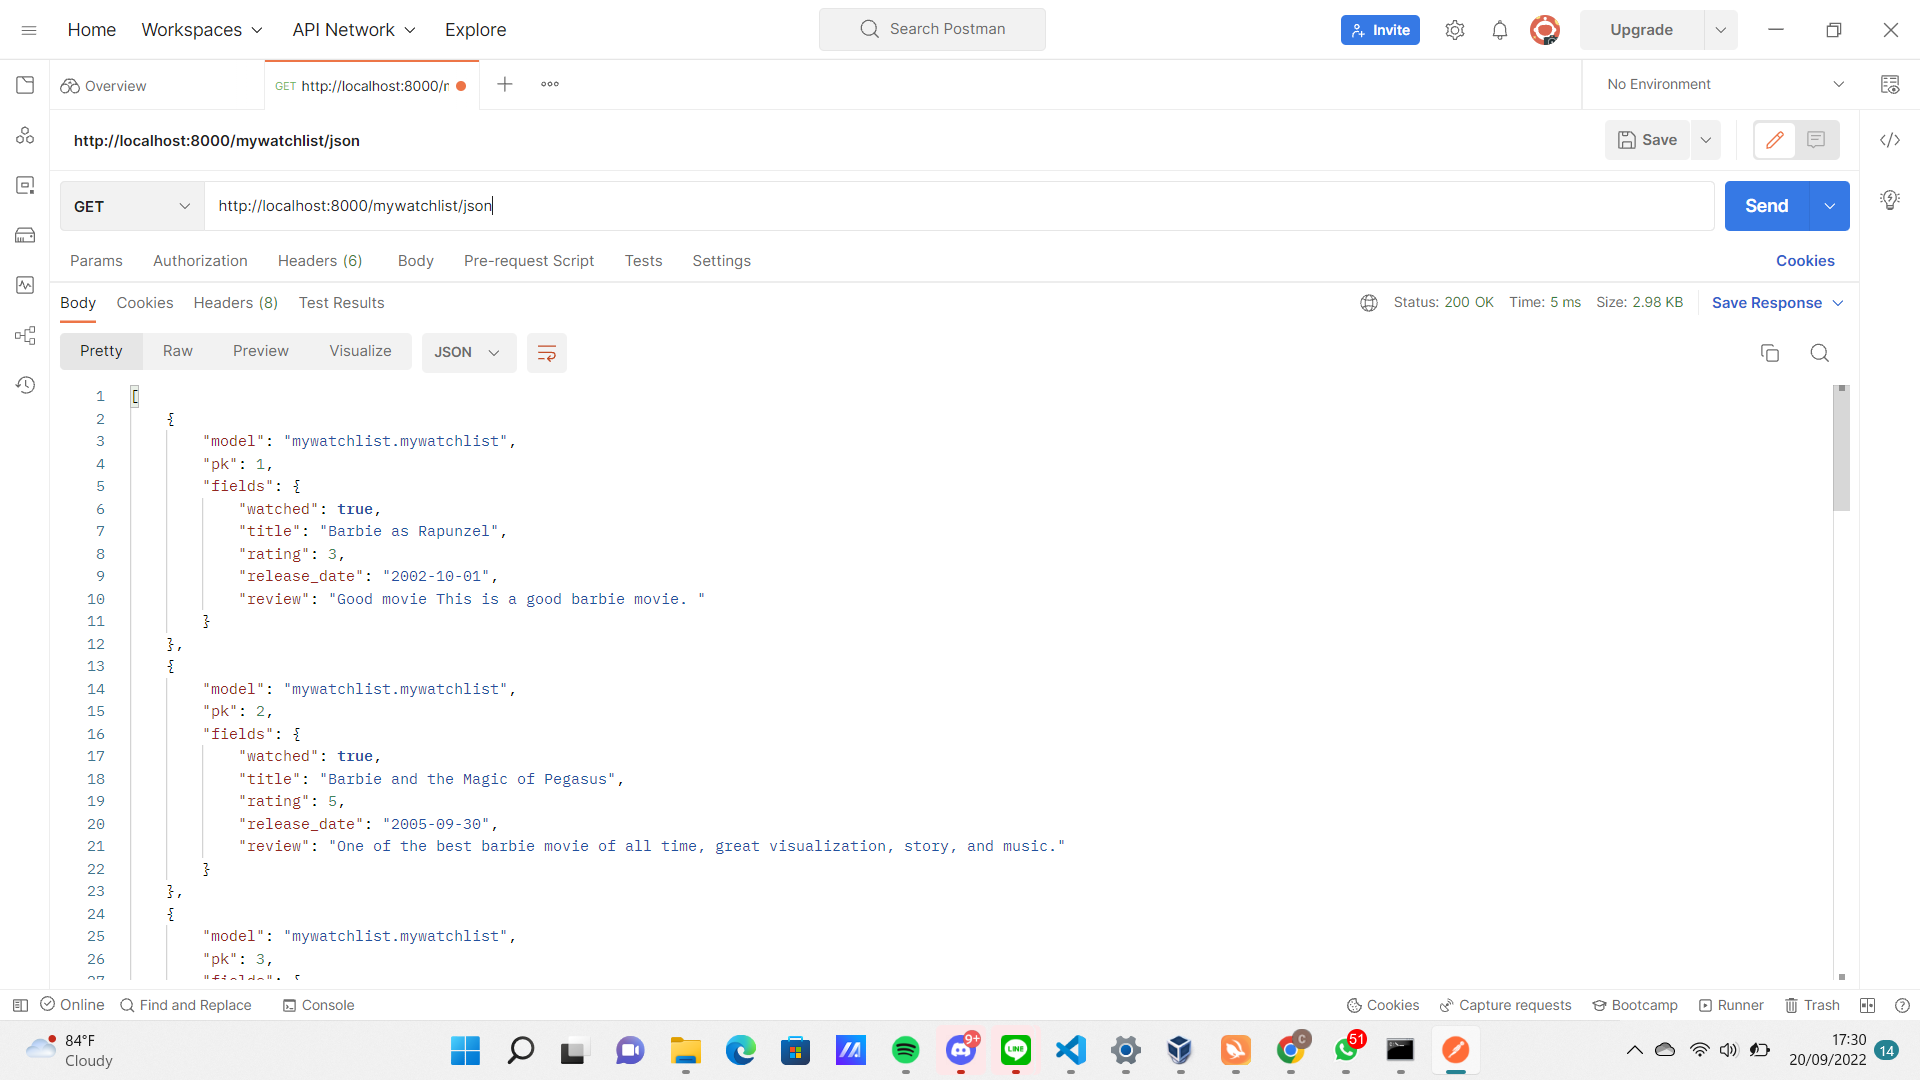 Home Workspaces API Network Explore Search Postman Invite Upgrade
Overview GET http://localhost:8000/m No Environment
http://localhost:8000/mywatchlist/json Save
GET http://localhost:8000/mywatchlist/json Send
Params Authorization Headers (6) Body Pre-request Script Tests Settings Cookies
Body Cookies Headers (8) Test Results Status: 200 OK Time: 5 ms Size: 2.98 KB Save Response
Pretty Raw Preview Visualize JSON
1 [
2 {
3 "model": "mywatchlist.mywatchlist",
4 "pk": 1,
5 "fields": {
6 "watched": true,
7 "title": "Barbie as Rapunzel",
8 "rating": 3,
9 "release_date": "2002-10-01",
10 "review": "Good movie This is a good barbie movie. "
11 }
12 },
13 {
14 "model": "mywatchlist.mywatchlist",
15 "pk": 2,
16 "fields": {
17 "watched": true,
18 "title": "Barbie and the Magic of Pegasus",
19 "rating": 5,
20 "release_date": "2005-09-30",
21 "review": "One of the best barbie movie of all time, great visualization, story, and music."
22 }
23 },
24 {
25 "model": "mywatchlist.mywatchlist",
26 "pk": 3,
27 "fields": {
Online Find and Replace Console Cookies Capture requests Bootcamp Runner Trash
84°F
Cloudy
9+
LINE
C
51
17:30
20/09/2022
14